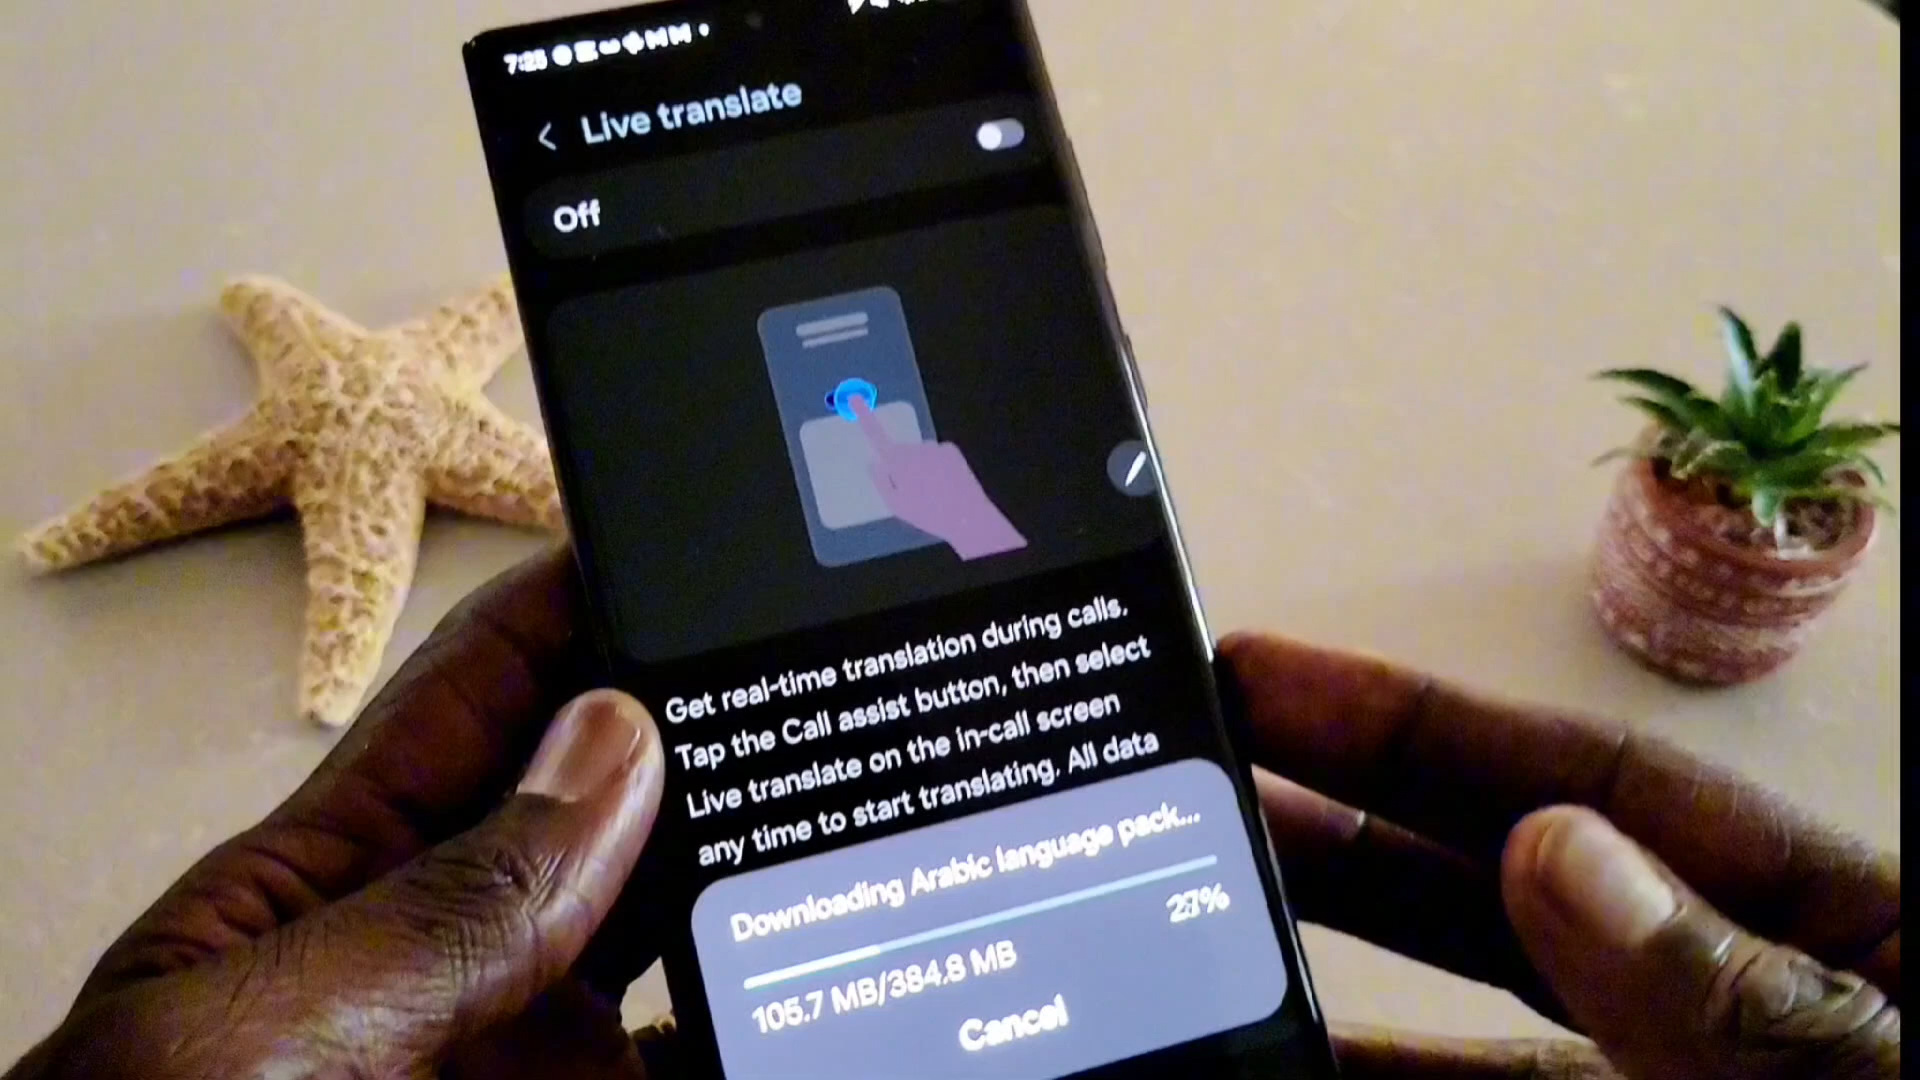 7:25
Live translate
Off
Get real-time translation during calls.
Tap the Call assist button, then select
Live translate on the in-call screen
any time to start translating. All data
Downloading Arabic language pack...
27%
105.7 MB/384.8 MB
Cancel